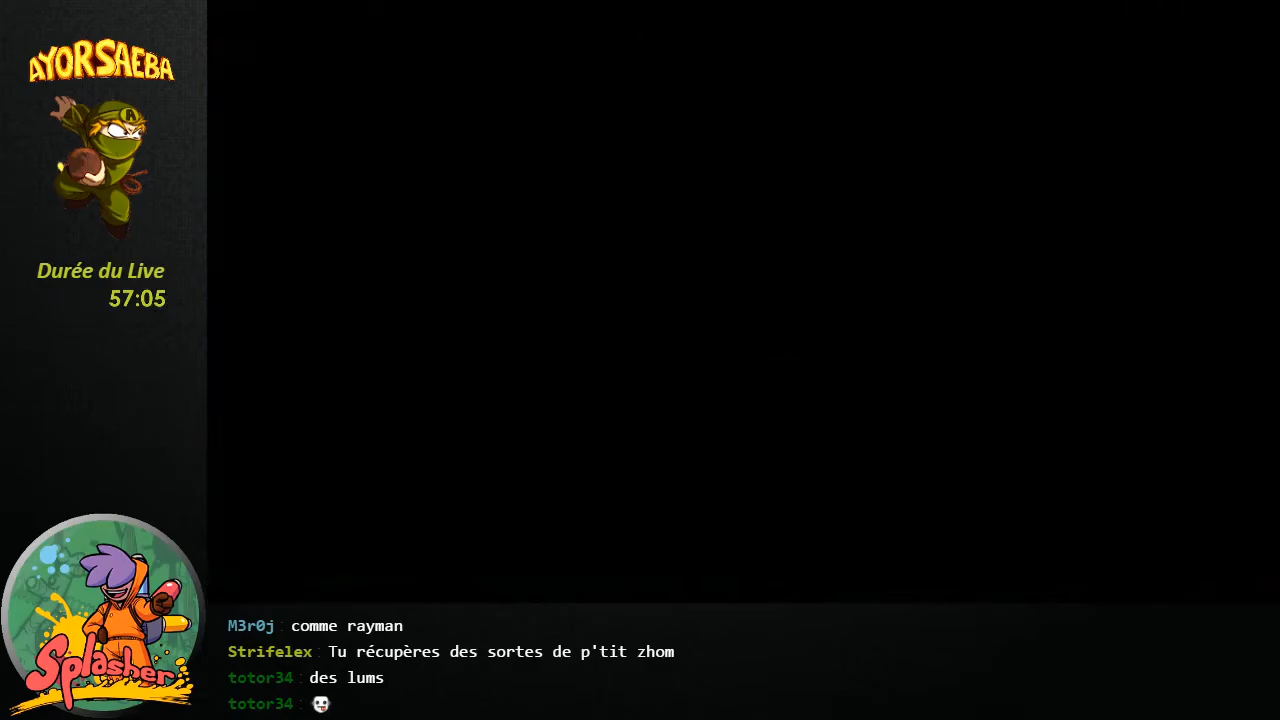 AYORSAEBA
Durée du Live
57:05
Splasher
M3r0j : comme rayman
Strifelex : Tu récupères des sortes de p'tit zhom
totor34 : des lums
totor34 :